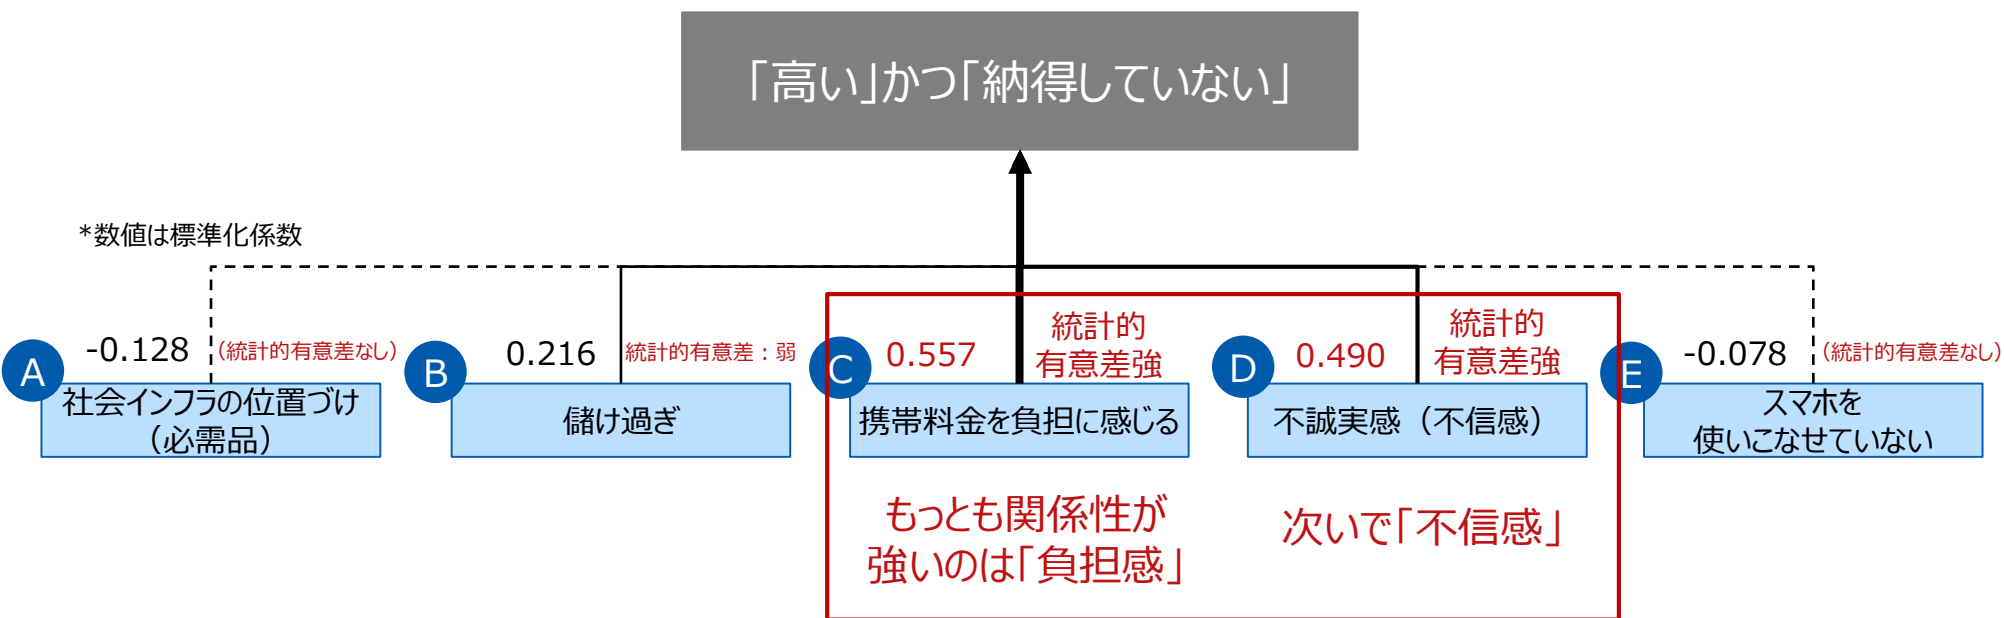 「高い」かつ「納得していない」
*数値は標準化係数
A
-0.128
(統計的有意差なし)
社会インフラの位置づけ
（必需品）
B
0.216
統計的有意差：弱
儲け過ぎ
C
0.557
統計的
有意差強
携帯料金を負担に感じる
D
0.490
統計的
有意差強
不誠実感（不信感）
E
-0.078
(統計的有意差なし)
スマホを
使いこなせていない
もっとも関係性が
強いのは「負担感」
次いで「不信感」